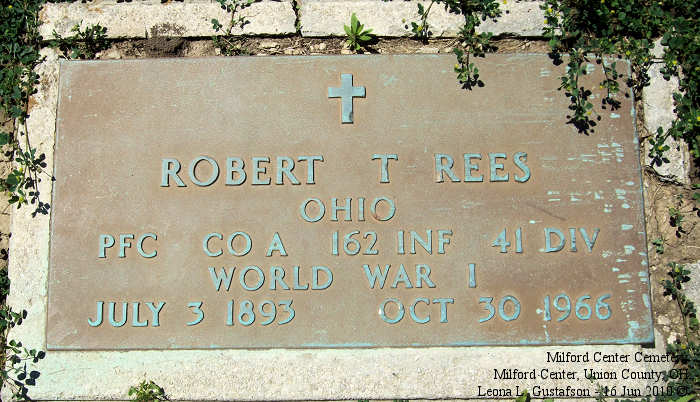 ROBERT T REES
OHIO
PFC CO A 162 INF 41 DIV
WORLD WAR I
JULY 3 1893 OCT 30 1966
Milford Center Cemetery
Milford Center, Union County, OH
Leona L. Gustafson - 16 Jun 2010 ©